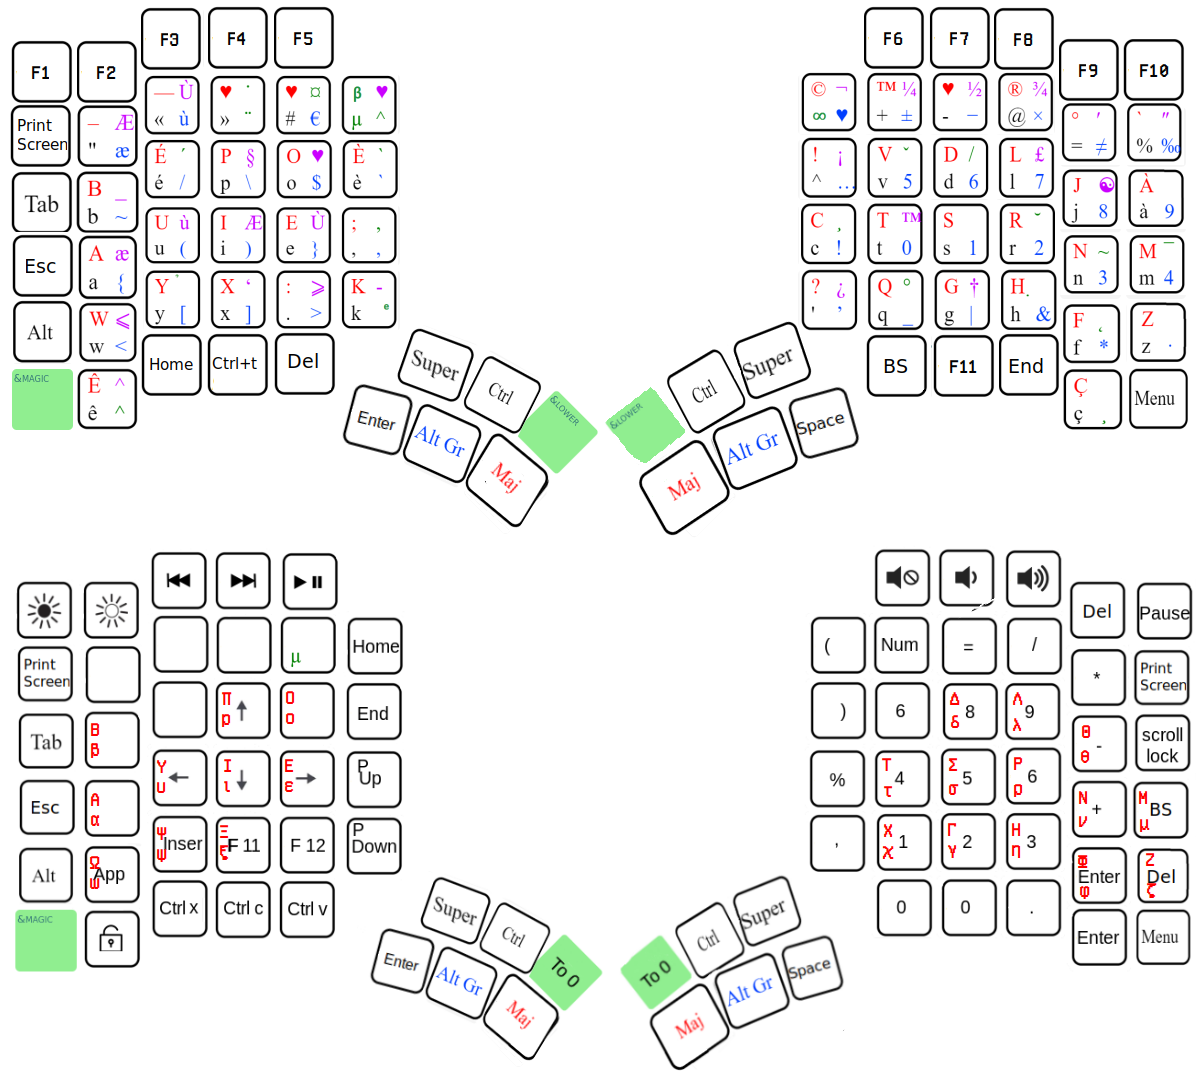 F3 F4 F5
F1 F2
— Ù
« ù
♥ ˙
» ¨
♥ ¤
# €
β ♥
µ ^
Print
Screen
– Æ
" æ
É ´
é /
P §
p \
O ♥
o $
È `
è `
Tab
B _
b ~
U ù
u (
I Æ
i )
E Ù
e }
; ,
, ,
Esc
A æ
a {
Y ˚
y [
X ‘
x ]
: ⩾
. >
K -
k e
Alt
W ⩽
w <
Home
Ctrl+t
Del
&MAGIC
Ê ^
ê ^
Super
Ctrl
&LOWER
Enter
Alt Gr
Maj
F6 F7 F8
F9 F10
© ¬
∞ ♥
™ ¼
+ ±
♥ ½
- −
® ¾
@ ×
° ′
= ≠
` ″
% ‰
! ¡
^ …
V ˇ
v 5
D /
d 6
L £
l 7
J ☯
j 8
À
à 9
C ¸
c !
T ™
t 0
S
s 1
R ˘
r 2
N ~
n 3
M ¯
m 4
? ¿
' ’
Q °
q _
G †
g |
H .
h &
F ˛
f *
Z
z ·
BS
F11
End
Ç
ç ¸
Menu
Super
Ctrl
&LOWER
Space
Alt Gr
Maj
Print
Screen
µ
Home
Π
ρ
Ο
ο
End
Tab
Β
β
Υ
υ
Ι
ι
Ε
ε
P
Up
Esc
Α
α
Ψ
ψ Inser
Ξ
ξ F 11
F 12
P
Down
Alt
Ω
ω App
Ctrl x
Ctrl c
Ctrl v
&MAGIC
Super
Ctrl
To 0
Enter
Alt Gr
Maj
Del
Pause
(
Num
=
/
*
Print
Screen
)
6
Δ
δ 8
Λ
λ 9
Θ
θ -
scroll
lock
%
Τ
τ 4
Σ
σ 5
Ρ
ρ 6
Ν
ν +
Μ
μ BS
,
Χ
χ 1
Γ
γ 2
Η
η 3
Φ
φ Enter
Ζ
ζ Del
0
0
.
Enter
Menu
Super
Ctrl
To 0
Space
Alt Gr
Maj